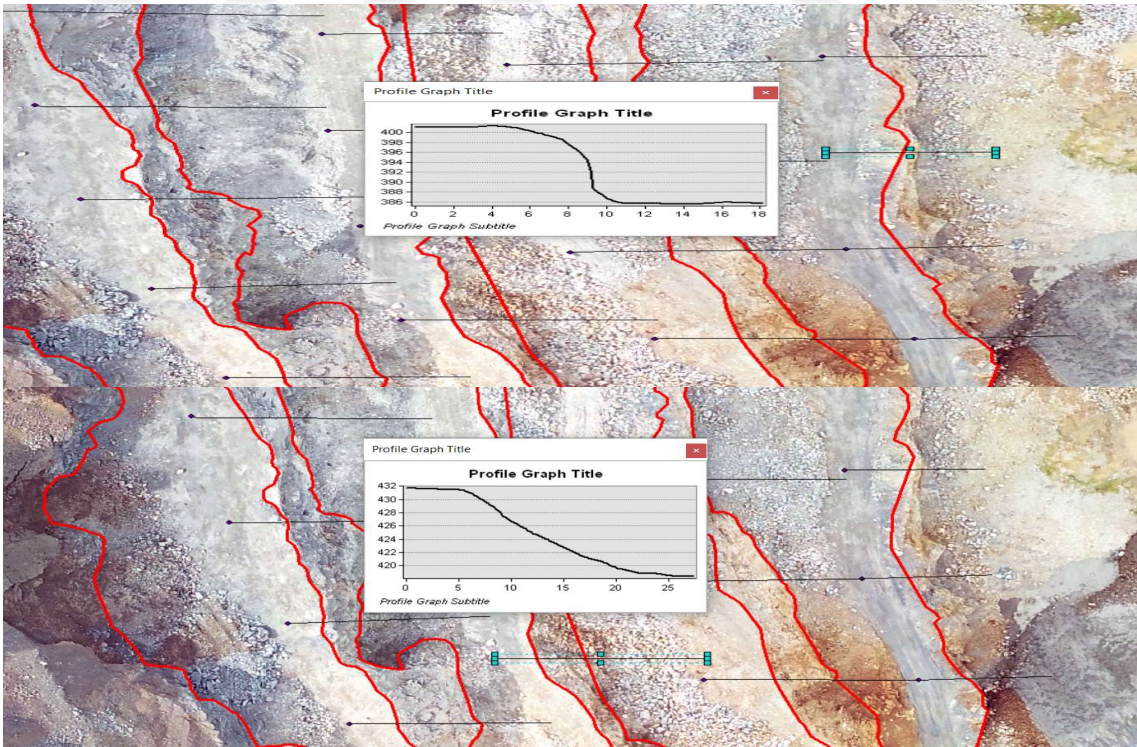 Profile Graph Title
×
Profile Graph Title
400
398
396
394
392
390
388
386
0 2 4 6 8 10 12 14 16 18
Profile Graph Subtitle
Profile Graph Title
×
Profile Graph Title
432
430
428
426
424
422
420
0 5 10 15 20 25
Profile Graph Subtitle